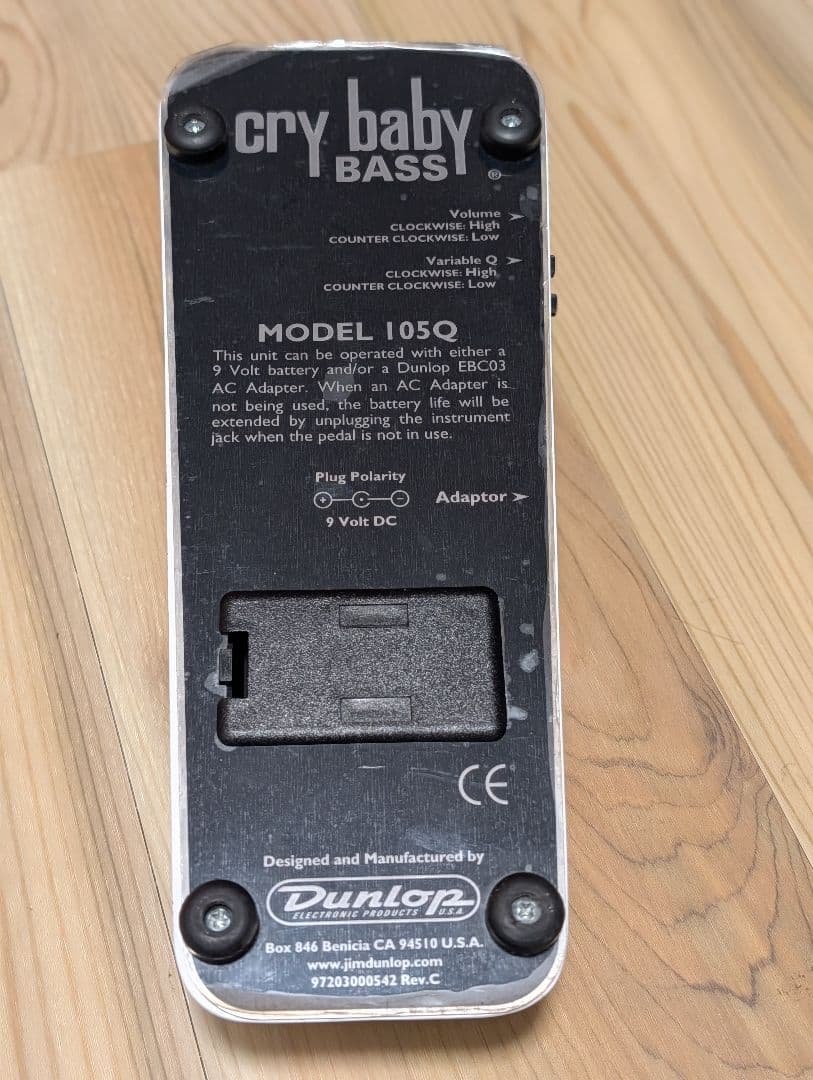 cry baby
BASS ®
Volume
CLOCKWISE: High
COUNTER CLOCKWISE: Low
Variable Q
CLOCKWISE: High
COUNTER CLOCKWISE: Low
MODEL 105Q
This unit can be operated with either a
9 Volt battery and/or a Dunlop EBC03
AC Adapter. When an AC Adapter is
not being used, the battery life will be
extended by unplugging the instrument
jack when the pedal is not in use.
Plug Polarity
+ -
Adaptor
9 Volt DC
CE
Designed and Manufactured by
Dunlop
ELECTRONIC PRODUCTS U.S.A.
Box 846 Benicia CA 94510 U.S.A.
www.jimdunlop.com
97203000542 Rev.C